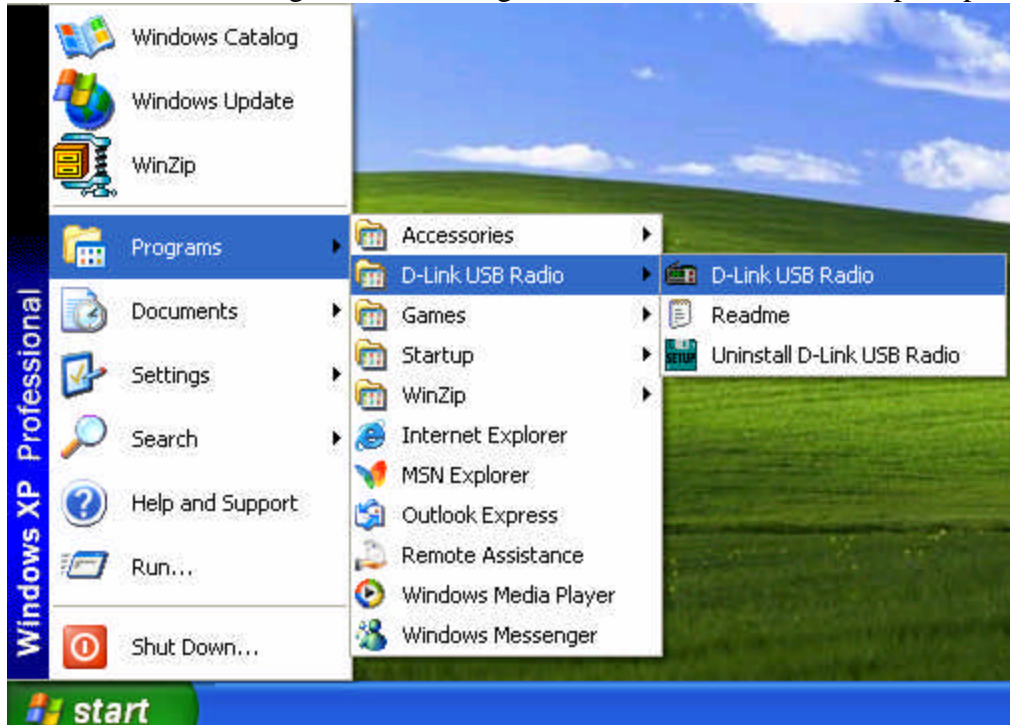 Windows Catalog
Windows Update
WinZip
Programs
Documents
Settings
Search
Help and Support
Run...
Shut Down...
Windows XP Professional
Accessories
D-Link USB Radio
Games
Startup
WinZip
Internet Explorer
MSN Explorer
Outlook Express
Remote Assistance
Windows Media Player
Windows Messenger
D-Link USB Radio
Readme
SETUP
Uninstall D-Link USB Radio
start